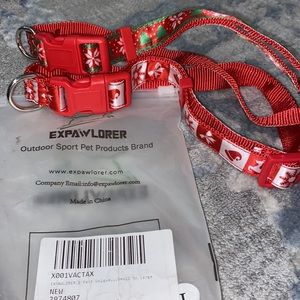 EXPAWLORER
Outdoor Sport Pet Products Brand
www.expawlorer.com
Company Email:info@expawlorer.com
Made in China
X001VACTAX
NEW
2974807